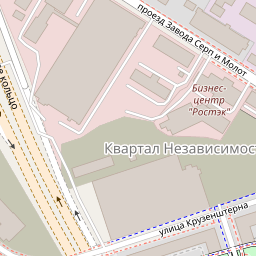 проезд Завода Серп и Молот
кольцо
Бизнес-
центр
"Ростэк"
Квартал Независимос
улица Крузенштерна